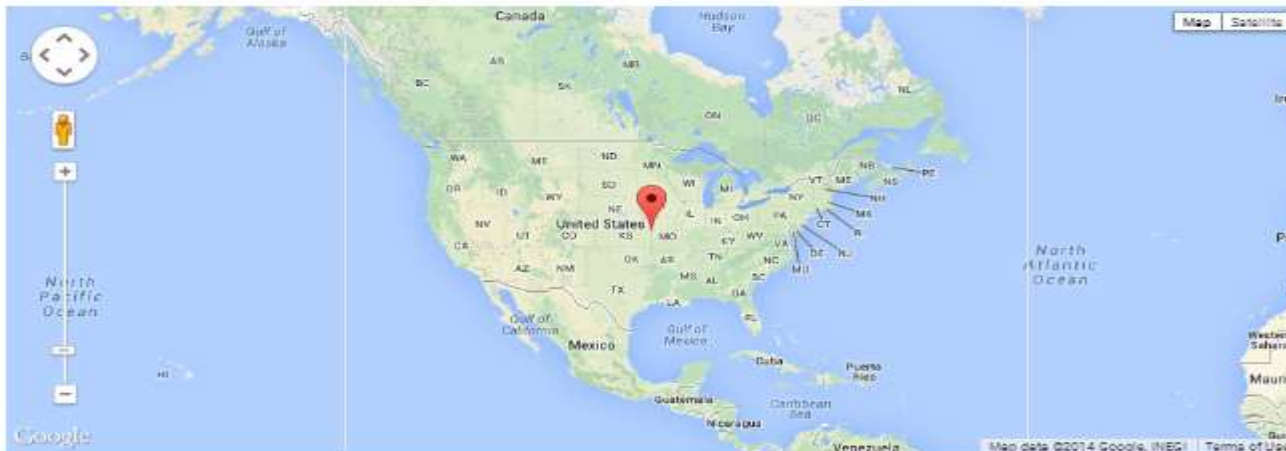 Canada
Hudson
Bay
Map
Satellite
Gulf of
Alaska
AB
MB
BC
SK
NL
ON
QC
WA
MT
ND
MN
NB
PE
OR
ID
SD
WI
MI
VT
ME
NS
WY
NY
NH
NE
MA
NV
United States
IL
IN
OH
PA
CT
RI
CA
UT
CO
KS
MO
KY
WV
VA
DE
NJ
MD
AZ
NM
OK
AR
TN
NC
MS
AL
SC
GA
TX
LA
FL
North
Pacific
Ocean
North
Atlantic
Ocean
Gulf of
California
Gulf of
Mexico
Mexico
Cuba
Puerto
Rico
HI
Guatemala
Caribbean
Sea
Nicaragua
Venezuela
Western
Sahara
Mauri
Google
Map data ©2014 Google, INEGI
Terms of Use